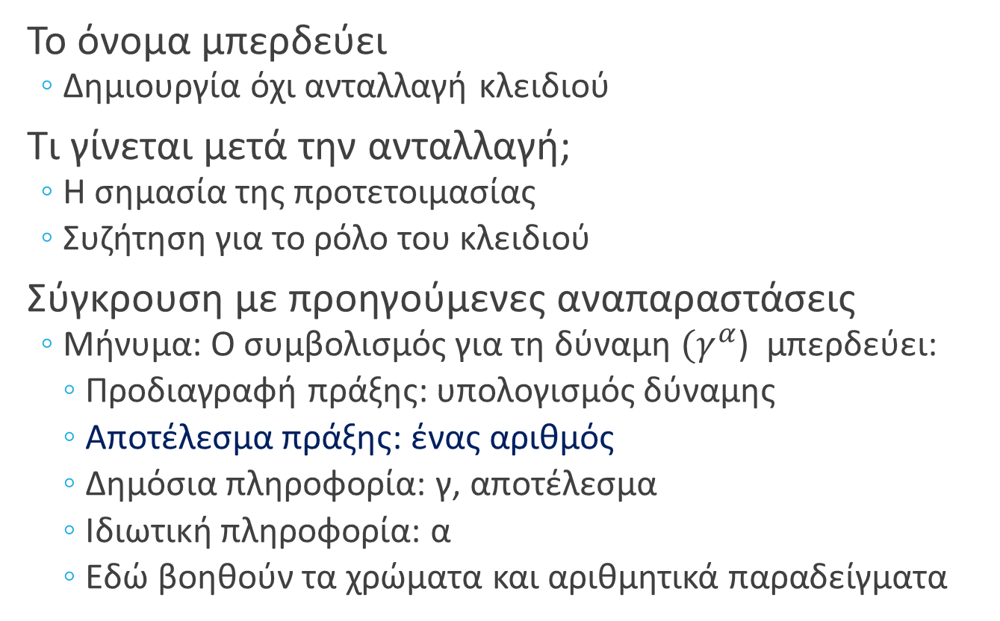 Το όνομα μπερδεύει
◦ Δημιουργία όχι ανταλλαγή κλειδιού
Τι γίνεται μετά την ανταλλαγή;
◦ Η σημασία της προτετοιμασίας
◦ Συζήτηση για το ρόλο του κλειδιού
Σύγκρουση με προηγούμενες αναπαραστάσεις
◦ Μήνυμα: Ο συμβολισμός για τη δύναμη (γ^α) μπερδεύει:
◦ Προδιαγραφή πράξης: υπολογισμός δύναμης
◦ Αποτέλεσμα πράξης: ένας αριθμός
◦ Δημόσια πληροφορία: γ, αποτέλεσμα
◦ Ιδιωτική πληροφορία: α
◦ Εδώ βοηθούν τα χρώματα και αριθμητικά παραδείγματα